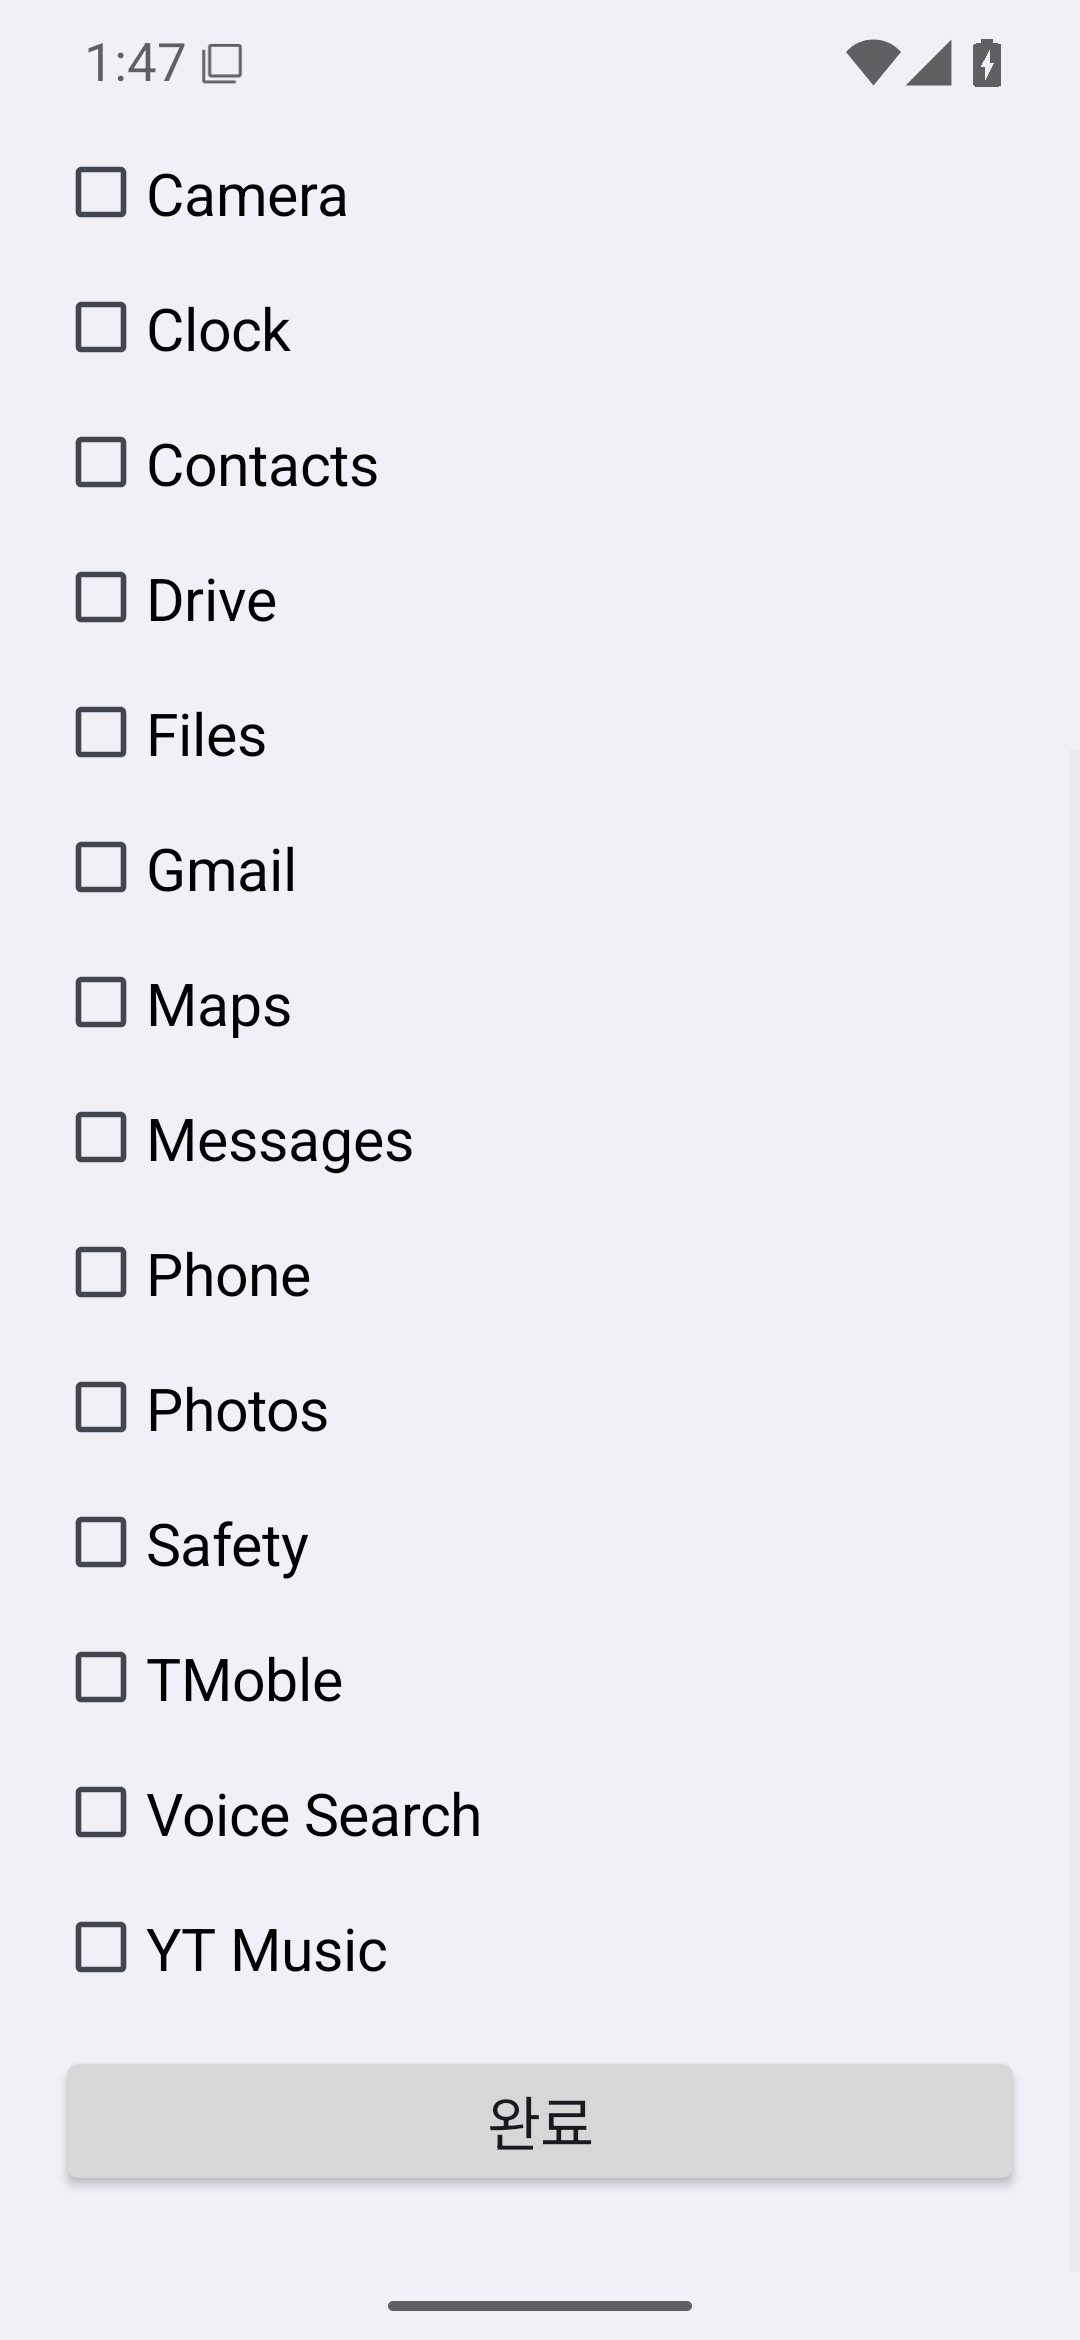 1:47
Camera
Clock
Contacts
Drive
Files
Gmail
Maps
Messages
Phone
Photos
Safety
TMoble
Voice Search
YT Music
완료